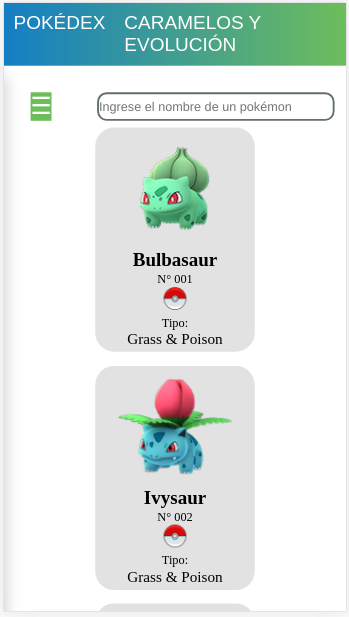 POKÉDEX CARAMELOS Y
EVOLUCIÓN
Ingrese el nombre de un pokémon
Bulbasaur
N° 001
Tipo:
Grass & Poison
Ivysaur
N° 002
Tipo:
Grass & Poison